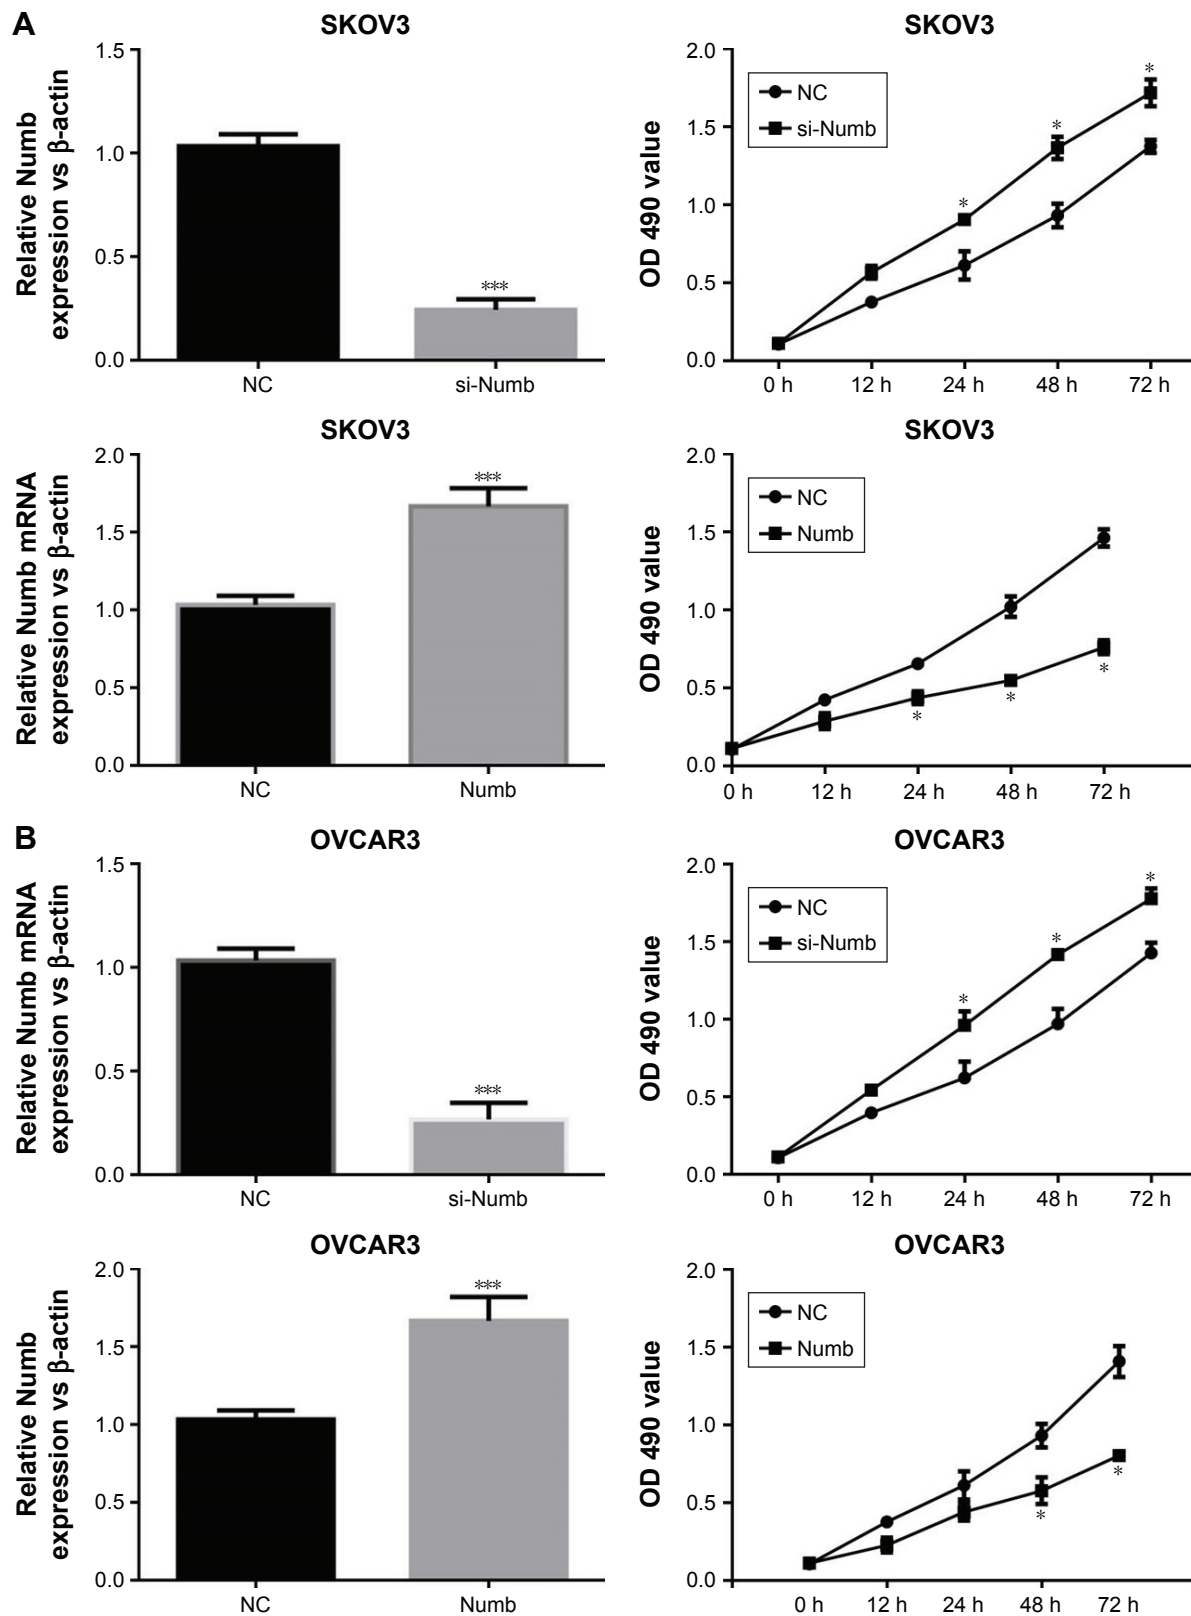 A
SKOV3
Relative Numb
expression vs β-actin
1.5
1.0
0.5
0.0
***
NC
si-Numb
SKOV3
OD 490 value
2.0
1.5
1.0
0.5
0.0
NC
si-Numb
*
*
*
0 h
12 h
24 h
48 h
72 h
SKOV3
Relative Numb mRNA
expression vs β-actin
2.0
1.5
1.0
0.5
0.0
***
NC
Numb
SKOV3
OD 490 value
2.0
1.5
1.0
0.5
0.0
NC
Numb
*
*
*
0 h
12 h
24 h
48 h
72 h
B
OVCAR3
Relative Numb mRNA
expression vs β-actin
1.5
1.0
0.5
0.0
***
NC
si-Numb
OVCAR3
OD 490 value
2.0
1.5
1.0
0.5
0.0
NC
si-Numb
*
*
*
0 h
12 h
24 h
48 h
72 h
OVCAR3
Relative Numb
expression vs β-actin
2.0
1.5
1.0
0.5
0.0
***
NC
Numb
OVCAR3
OD 490 value
2.0
1.5
1.0
0.5
0.0
NC
Numb
*
*
0 h
12 h
24 h
48 h
72 h